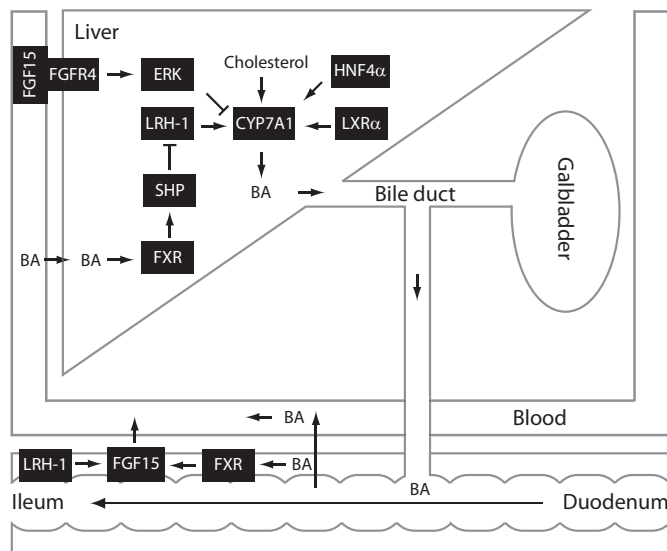 Liver
FGF15
FGFR4
ERK
Cholesterol
HNF4α
LRH-1
CYP7A1
LXRα
SHP
BA
Bile duct
Galbladder
BA
BA
FXR
BA
Blood
LRH-1
FGF15
FXR
BA
BA
Ileum
Duodenum